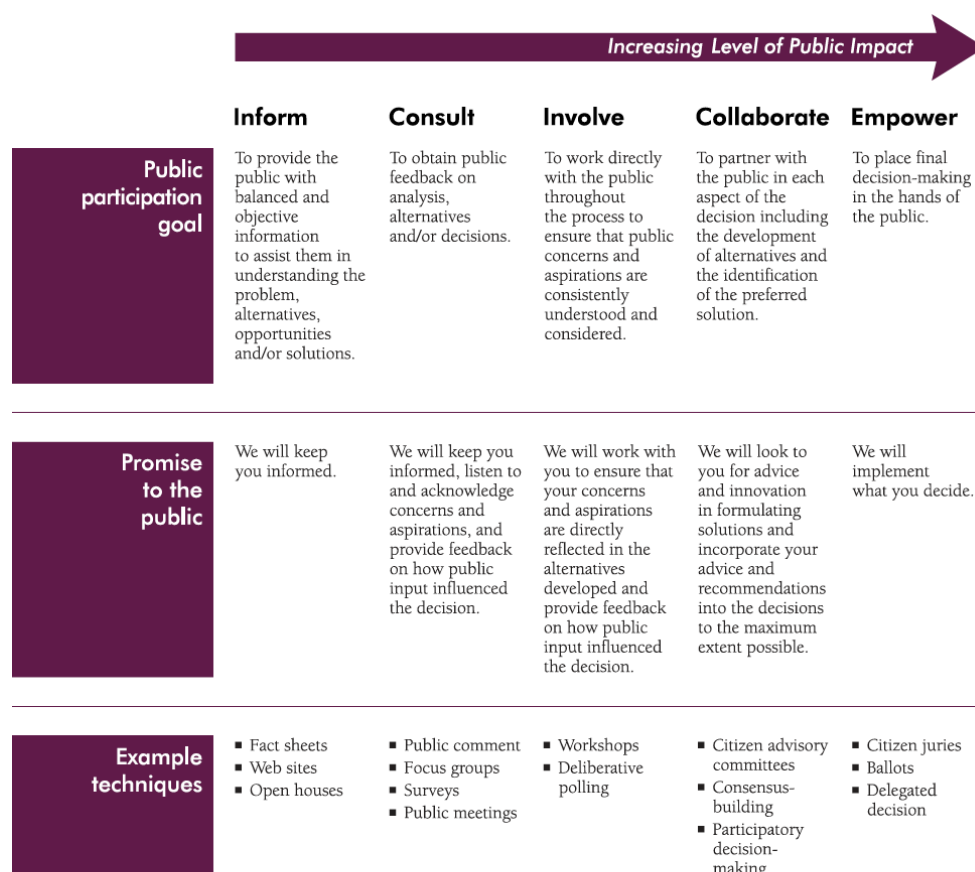 Increasing Level of Public Impact
Inform
Consult
Involve
Collaborate
Empower
Public
participation
goal
To provide the
public with
balanced and
objective
information
to assist them in
understanding the
problem,
alternatives,
opportunities
and/or solutions.
To obtain public
feedback on
analysis,
alternatives
and/or decisions.
To work directly
with the public
throughout
the process to
ensure that public
concerns and
aspirations are
consistently
understood and
considered.
To partner with
the public in each
aspect of the
decision including
the development
of alternatives and
the identification
of the preferred
solution.
To place final
decision-making
in the hands of
the public.
Promise
to the
public
We will keep
you informed.
We will keep you
informed, listen to
and acknowledge
concerns and
aspirations, and
provide feedback
on how public
input influenced
the decision.
We will work with
you to ensure that
your concerns
and aspirations
are directly
reflected in the
alternatives
developed and
provide feedback
on how public
input influenced
the decision.
We will look to
you for advice
and innovation
in formulating
solutions and
incorporate your
advice and
recommendations
into the decisions
to the maximum
extent possible.
We will
implement
what you decide.
Example
techniques
▪ Fact sheets
▪ Web sites
▪ Open houses
▪ Public comment
▪ Focus groups
▪ Surveys
▪ Public meetings
▪ Workshops
▪ Deliberative
polling
▪ Citizen advisory
committees
▪ Consensus-
building
▪ Participatory
decision-
making
▪ Citizen juries
▪ Ballots
▪ Delegated
decision